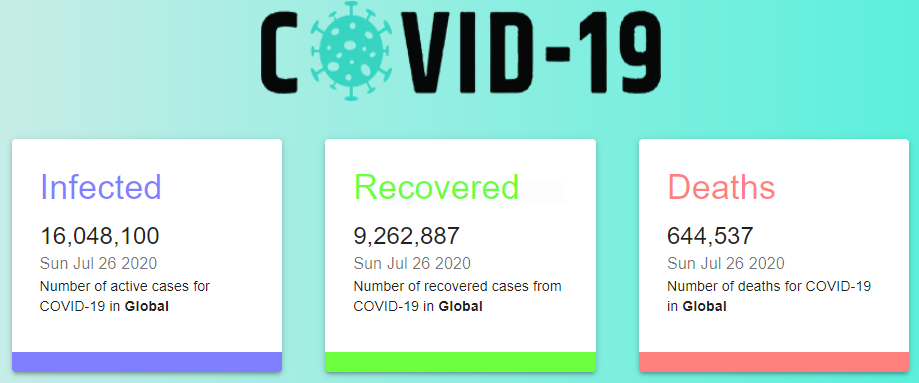 COVID-19
Infected
16,048,100
Sun Jul 26 2020
Number of active cases for
COVID-19 in Global
Recovered
9,262,887
Sun Jul 26 2020
Number of recovered cases from
COVID-19 in Global
Deaths
644,537
Sun Jul 26 2020
Number of deaths for COVID-19
in Global